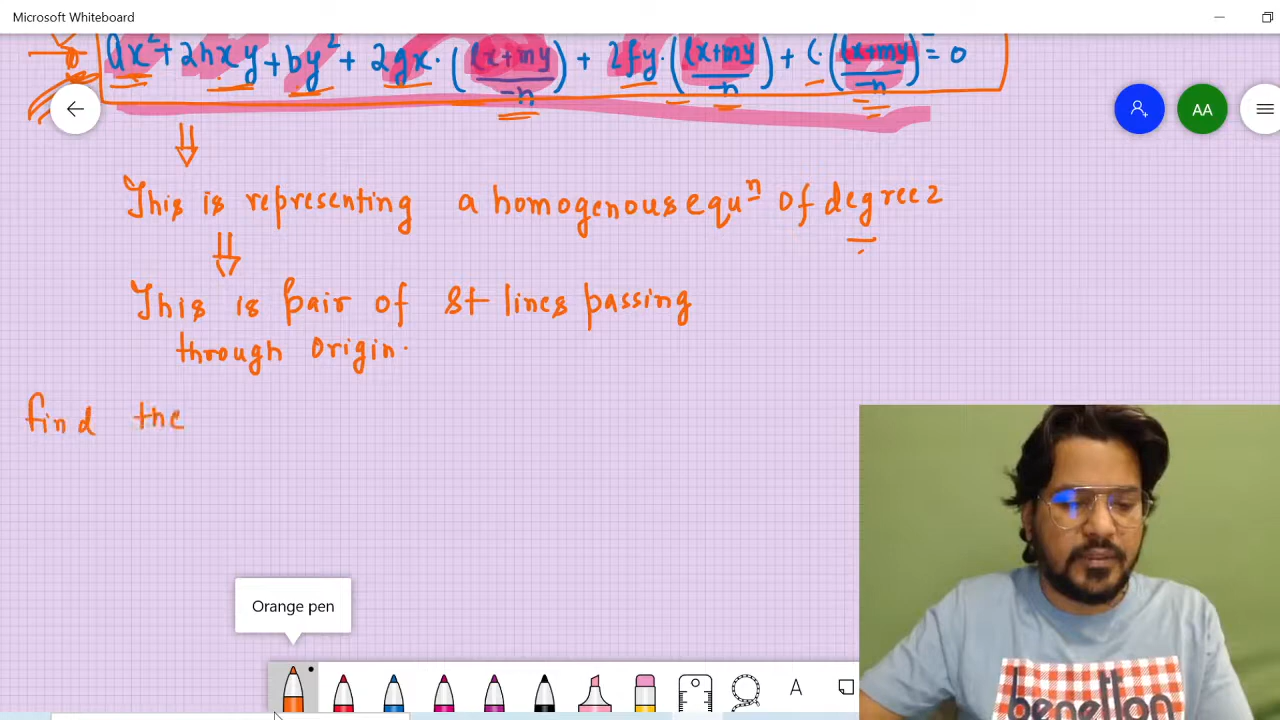 Microsoft Whiteboard
ax²+2hxy+by²+2gx·(lx+my/-n)+2fy·(lx+my/-n)+C·(lx+my/-n)=0
AA
This is representing a homogenous equⁿ of degree 2
This is pair of st lines passing
through origin.
find the
Orange pen
A
benetton